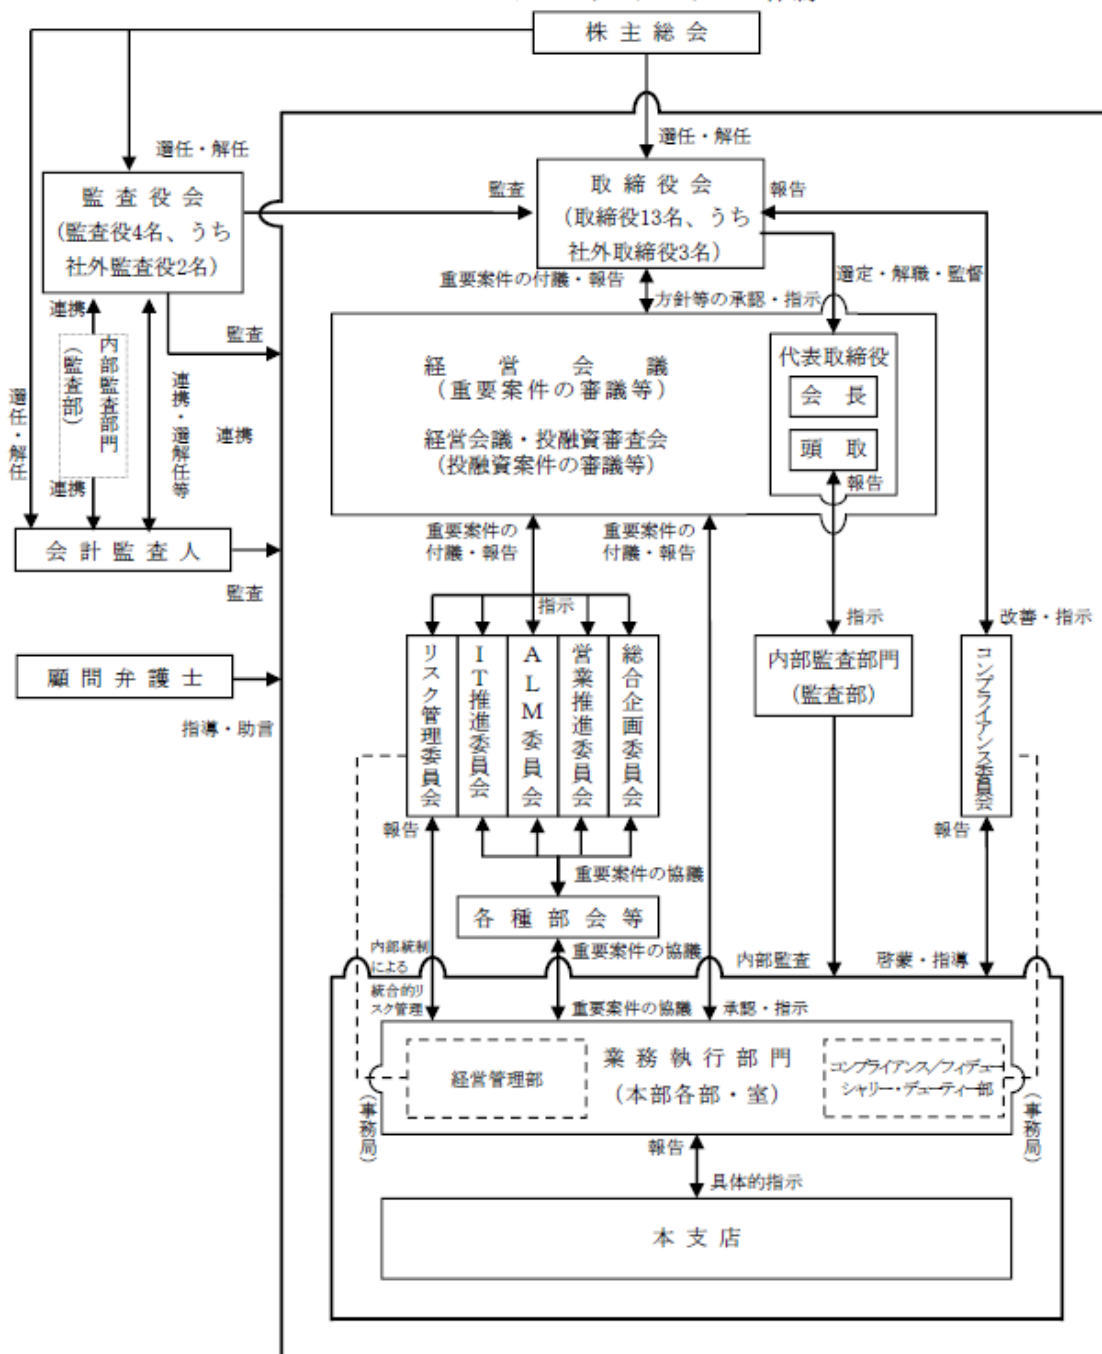 株主総会
選任・解任
選任・解任
監査役会
(監査役4名、うち
社外監査役2名)
監査
取締役会
(取締役13名、うち
社外取締役3名)
報告
重要案件の付議・報告
方針等の承認・指示
選定・解職・監督
連携
監査
内部監査部門
(監査部)
連携・選解任等
連携
選任・解任
連携
経営会議
(重要案件の審議等)
経営会議・投融資審査会
(投融資案件の審議等)
代表取締役
会長
頭取
報告
会計監査人
監査
重要案件の
付議・報告
重要案件の
付議・報告
指示
指示
改善・指示
顧問弁護士
指導・助言
リスク管理委員会
IT推進委員会
ALM委員会
営業推進委員会
総合企画委員会
内部監査部門
(監査部)
コンプライアンス委員会
報告
報告
重要案件の協議
各種部会等
内部統制
による
統合的リ
スク管理
重要案件の協議
内部監査
啓蒙・指導
重要案件の協議
承認・指示
業務執行部門
(本部各部・室)
経営管理部
コンプライアンス/フィデュー
シャリー・デューティー部
(事務局)
(事務局)
報告
具体的指示
本支店